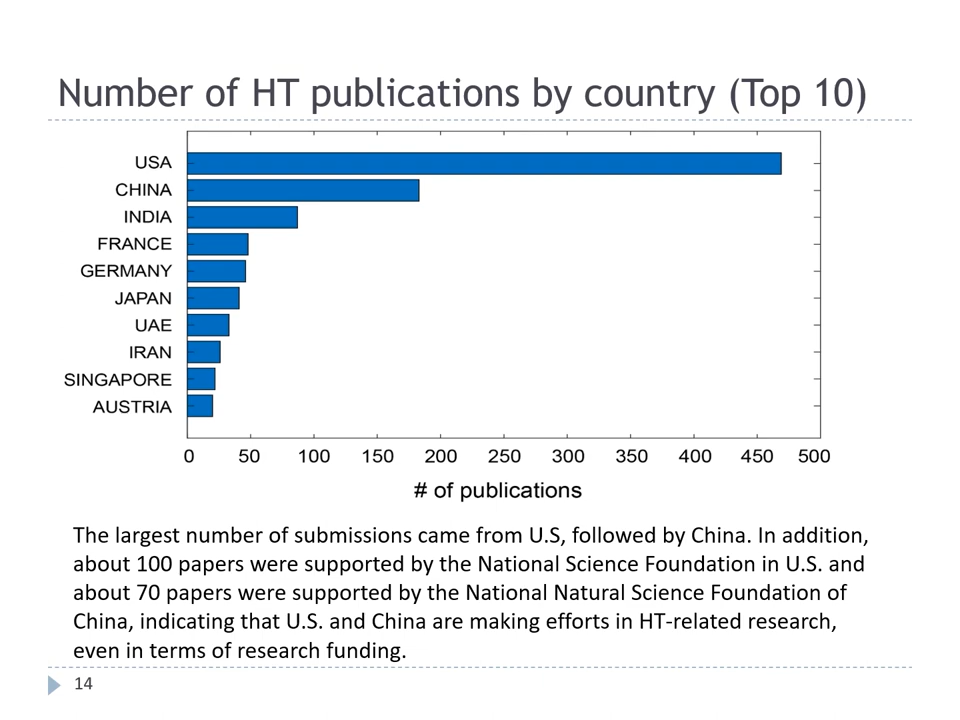 Number of HT publications by country (Top 10)
USA
CHINA
INDIA
FRANCE
GERMANY
JAPAN
UAE
IRAN
SINGAPORE
AUSTRIA
0 50 100 150 200 250 300 350 400 450 500
# of publications
The largest number of submissions came from U.S, followed by China. In addition,
about 100 papers were supported by the National Science Foundation in U.S. and
about 70 papers were supported by the National Natural Science Foundation of
China, indicating that U.S. and China are making efforts in HT-related research,
even in terms of research funding.
14